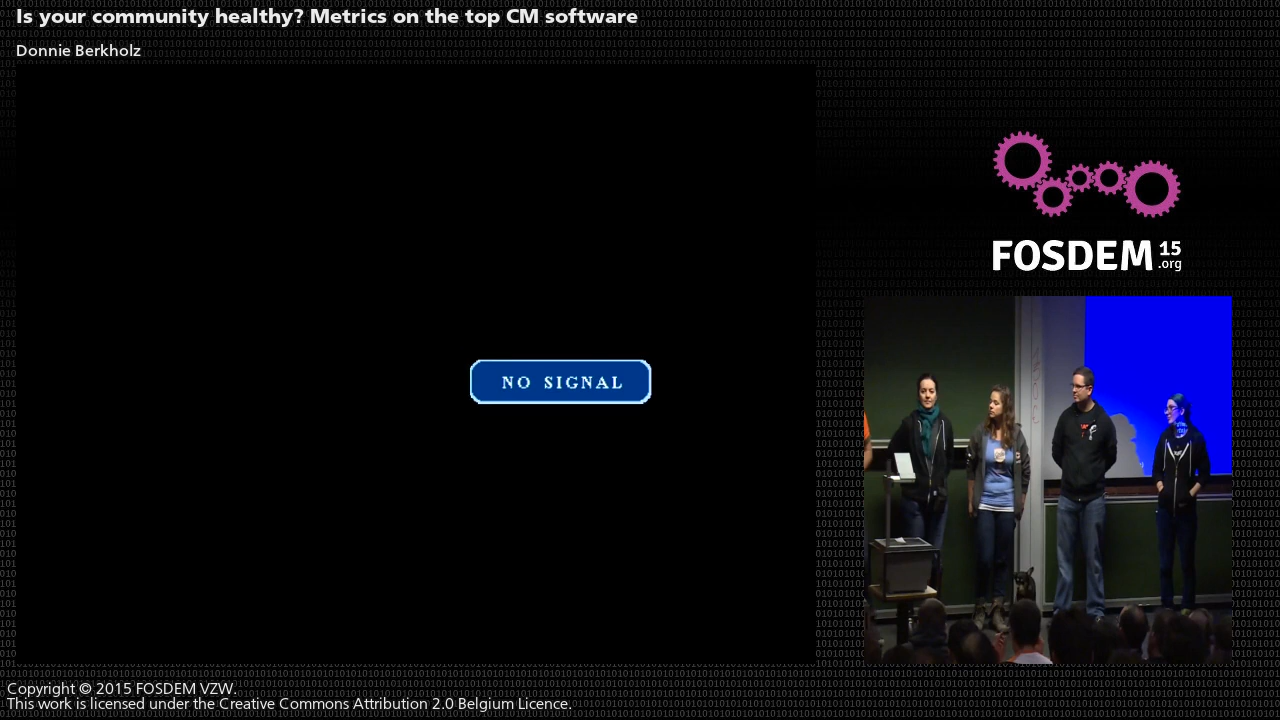 Is your community healthy? Metrics on the top CM software
Donnie Berkholz
NO SIGNAL
FOSDEM 15
.org
Copyright © 2015 FOSDEM VZW.
This work is licensed under the Creative Commons Attribution 2.0 Belgium Licence.